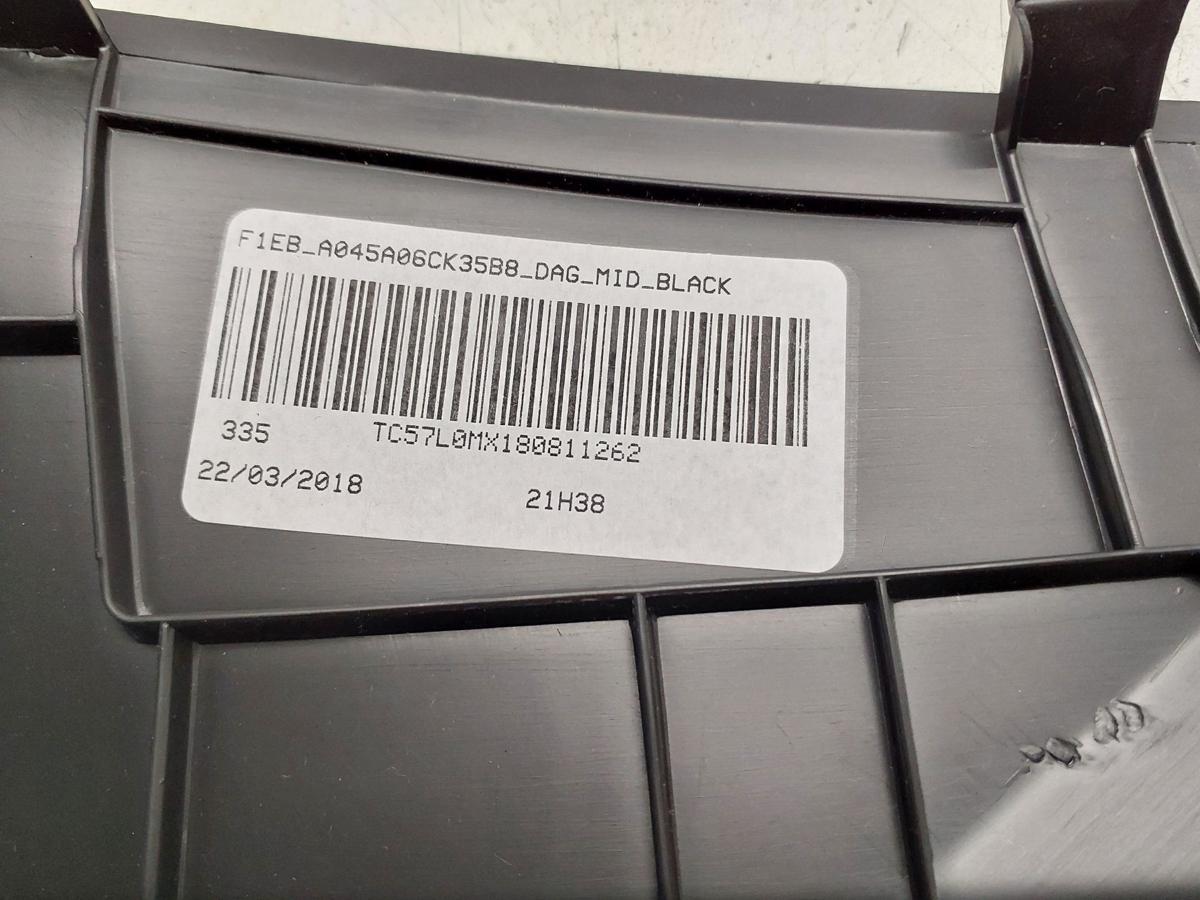 F1EB_A045A06CK35B8_DAG_MID_BLACK
335 TC57L0MX180811262
22/03/2018 21H38